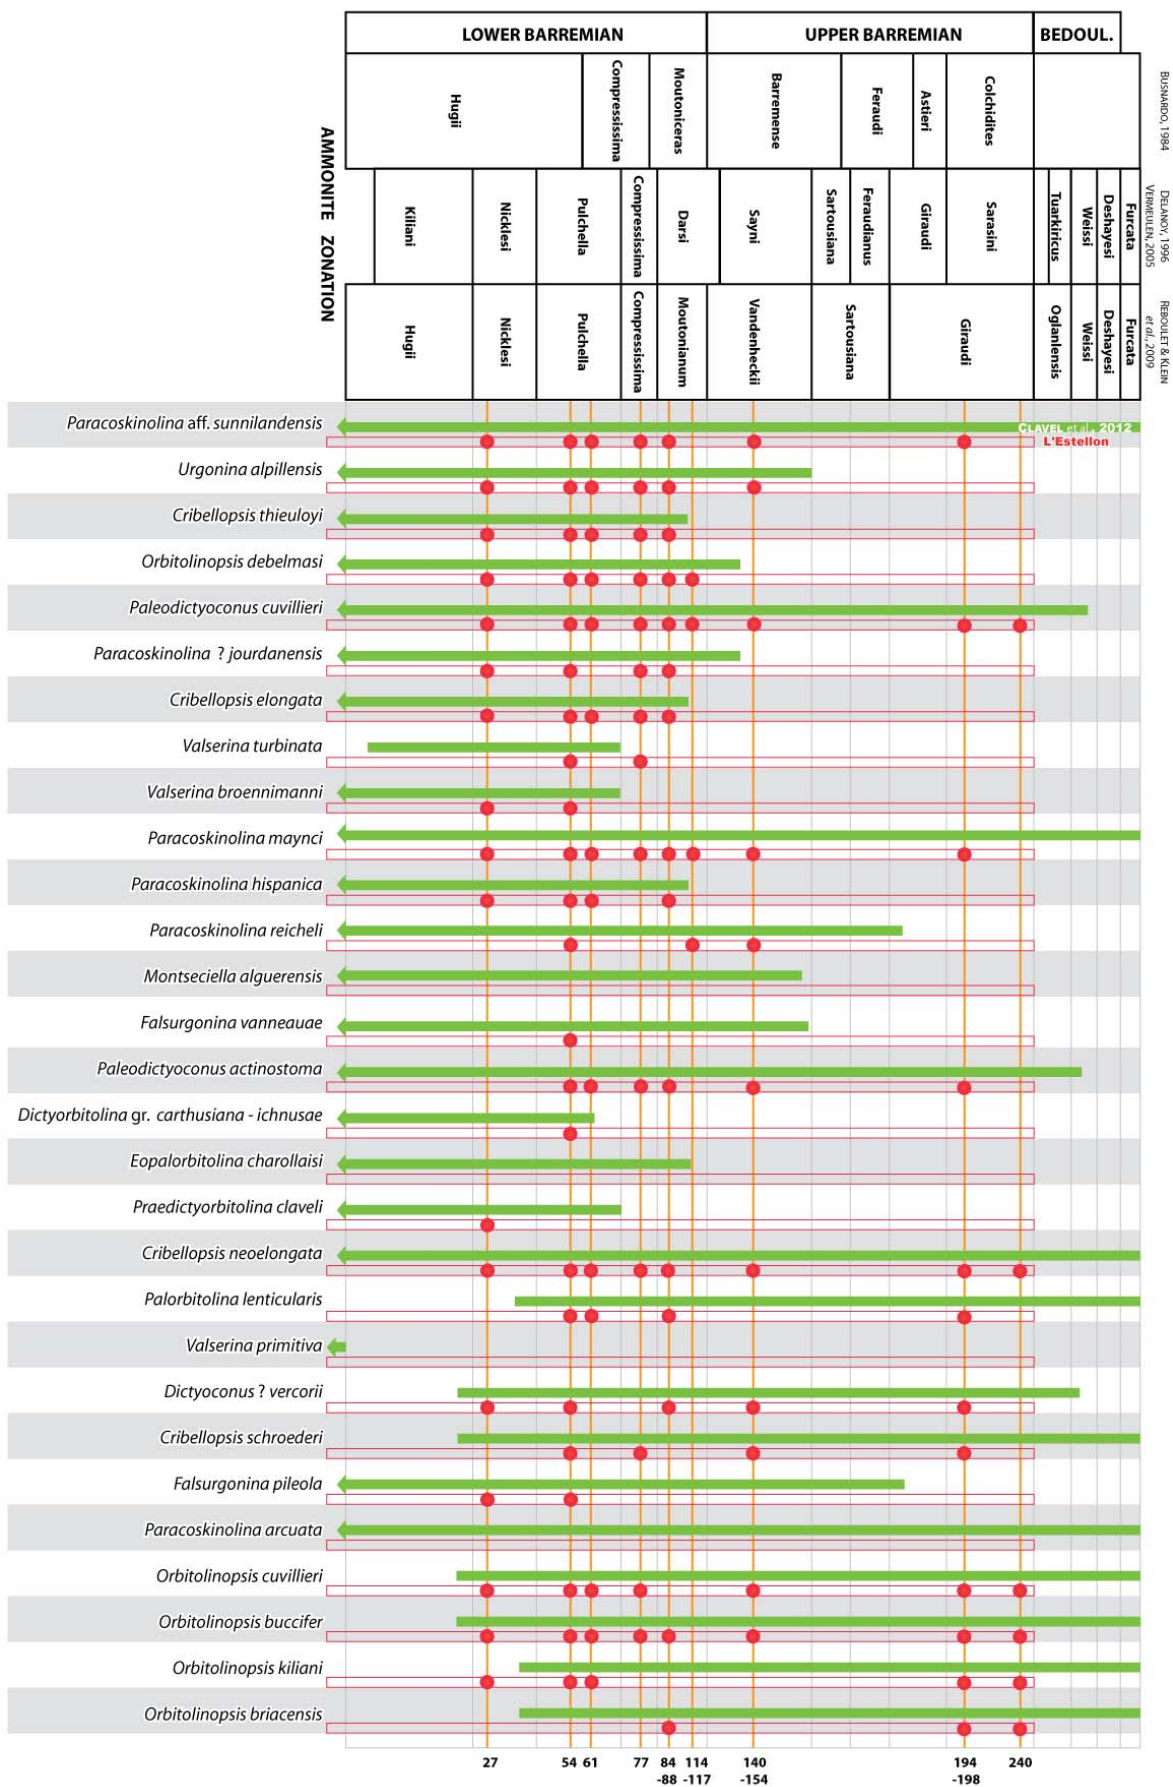 LOWER BARREMIAN
UPPER BARREMIAN
BEDOUL.
AMMONITE ZONATION
Hugii
Compressissima
Moutoniceras
Barremense
Feraudi
Astieri
Colchidites
BUSNARDO, 1984
Kiliani
Nicklesi
Pulchella
Compressissima
Darsi
Sayni
Sartousiana
Feraudianus
Giraudi
Sarasini
Tuarkiricus
Weissi
Deshayesi
Furcata
DELANOY, 1996
VERMEULEN, 2005
Hugii
Nicklesi
Pulchella
Compressissima
Moutonianum
Vandenheckii
Sartousiana
Giraudi
Oglanlensis
Weissi
Deshayesi
Furcata
REBOULET & KLEIN
et al., 2009
Paracoskinolina aff. sunnilandensis
CLAVEL et al., 2012
L'Estellon
Urgonina alpillensis
Cribellopsis thieuloyi
Orbitolinopsis debelmasi
Paleodictyoconus cuvillieri
Paracoskinolina ? jourdanensis
Cribellopsis elongata
Valserina turbinata
Valserina broennimanni
Paracoskinolina maynci
Paracoskinolina hispanica
Paracoskinolina reicheli
Montseciella alguerensis
Falsurgonina vanneauae
Paleodictyoconus actinostoma
Dictyorbitolina gr. carthusiana - ichnusae
Eopalorbitolina charollaisi
Praedictyorbitolina claveli
Cribellopsis neoelongata
Palorbitolina lenticularis
Valserina primitiva
Dictyoconus ? vercorii
Cribellopsis schroederi
Falsurgonina pileola
Paracoskinolina arcuata
Orbitolinopsis cuvillieri
Orbitolinopsis buccifer
Orbitolinopsis kiliani
Orbitolinopsis briacensis
27 54 61 77 84 114 140 194 240
-88 -117 -154 -198